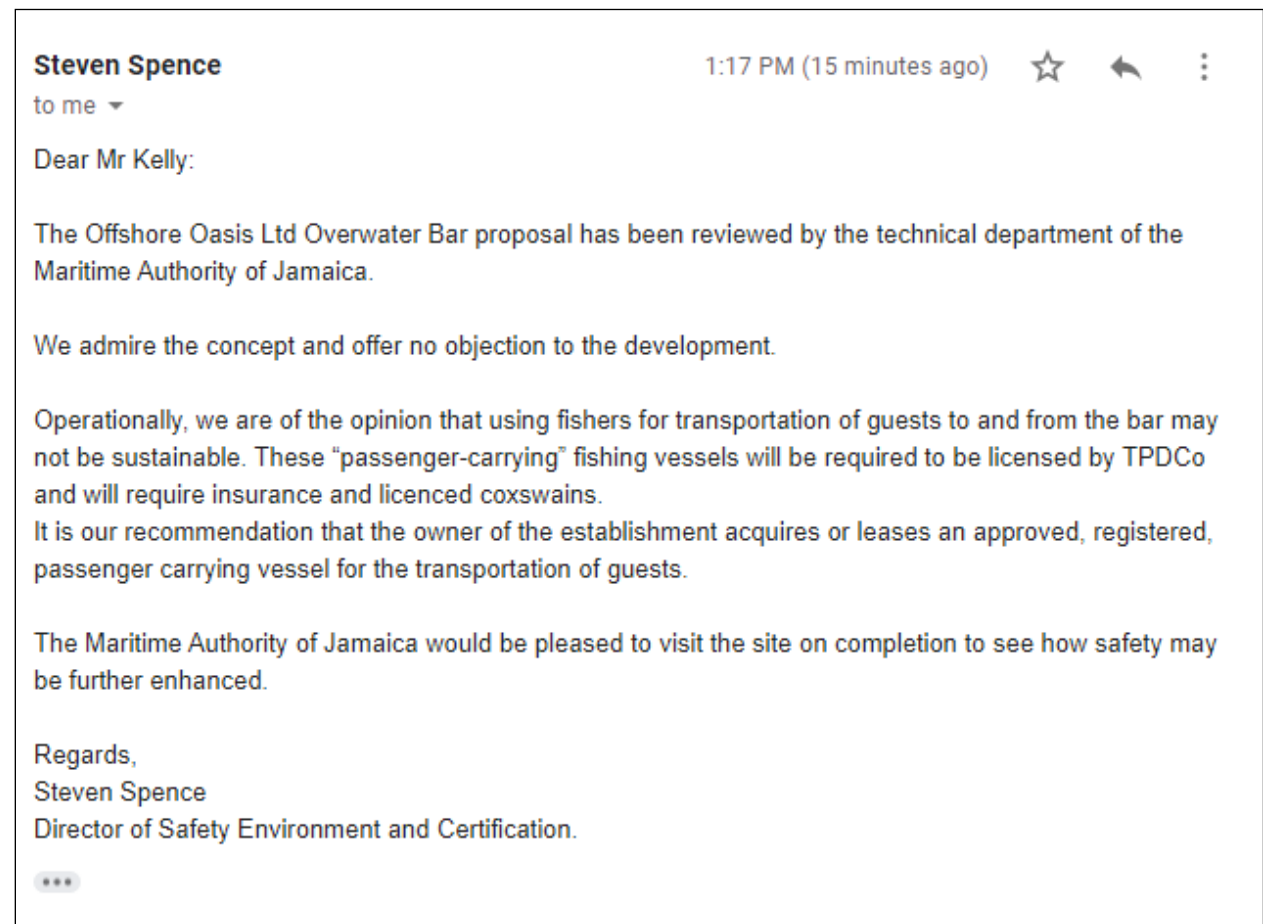 Steven Spence
1:17 PM (15 minutes ago)
to me
Dear Mr Kelly:
The Offshore Oasis Ltd Overwater Bar proposal has been reviewed by the technical department of the
Maritime Authority of Jamaica.
We admire the concept and offer no objection to the development.
Operationally, we are of the opinion that using fishers for transportation of guests to and from the bar may
not be sustainable. These “passenger-carrying” fishing vessels will be required to be licensed by TPDCo
and will require insurance and licenced coxswains.
It is our recommendation that the owner of the establishment acquires or leases an approved, registered,
passenger carrying vessel for the transportation of guests.
The Maritime Authority of Jamaica would be pleased to visit the site on completion to see how safety may
be further enhanced.
Regards,
Steven Spence
Director of Safety Environment and Certification.